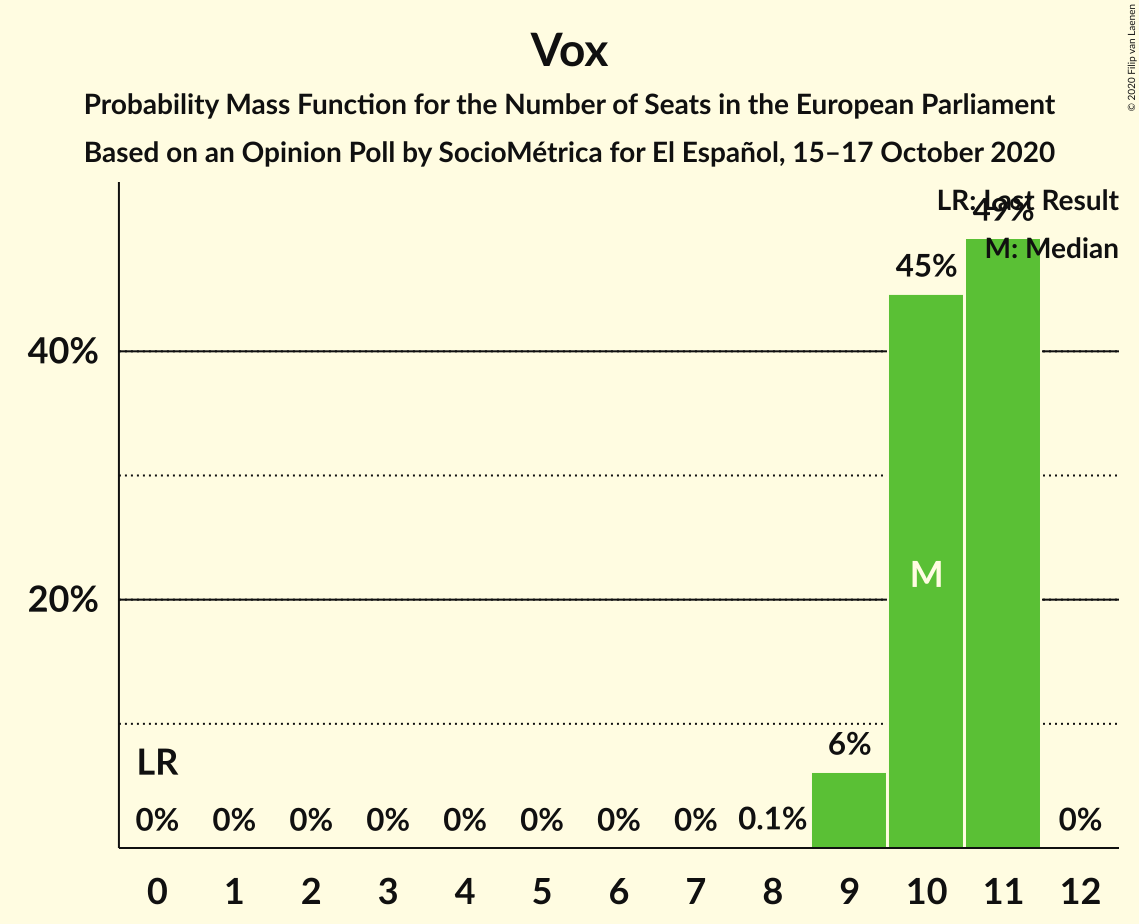 © 2020 Filip van Laenen
Vox
Probability Mass Function for the Number of Seats in the European Parliament
Based on an Opinion Poll by SocioMétrica for El Español, 15–17 October 2020
LR: Last Result
49%
M: Median
45%
40%
M
20%
6%
LR
0% 0% 0% 0% 0% 0% 0% 0% 0.1% 0%
0 1 2 3 4 5 6 7 8 9 10 11 12